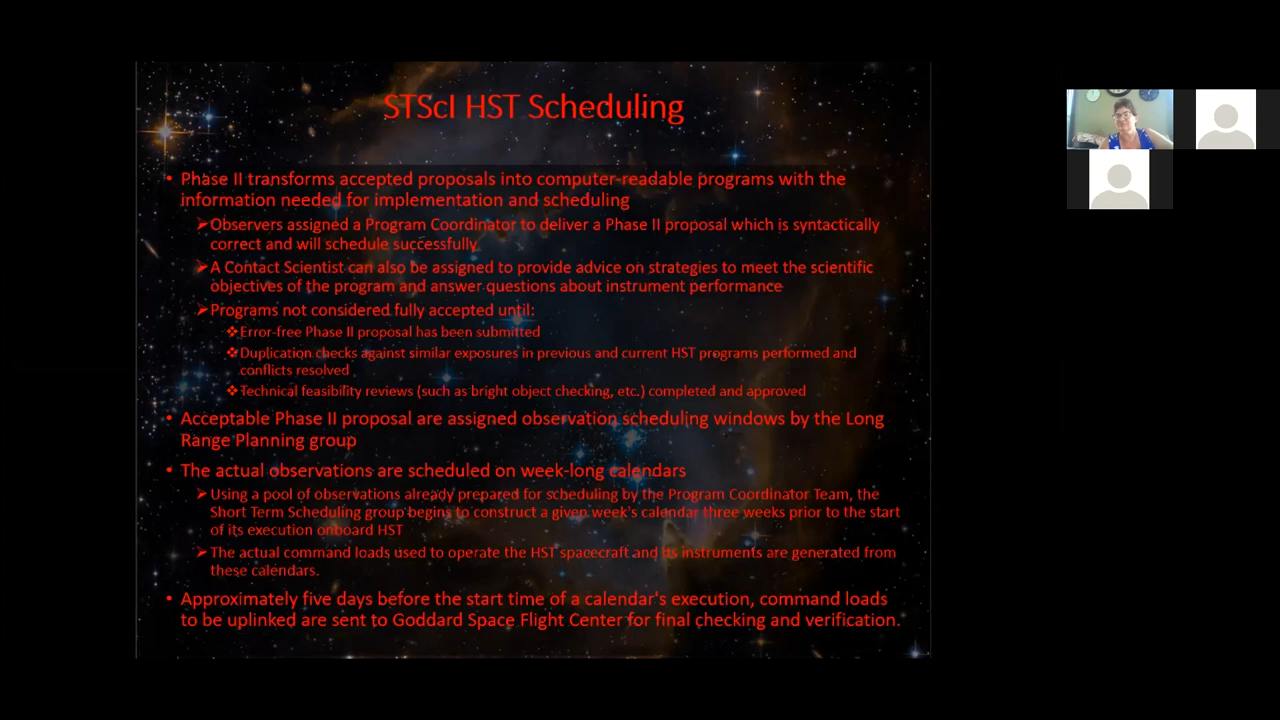 STScI HST Scheduling
• Phase II transforms accepted proposals into computer-readable programs with the
information needed for implementation and scheduling
➢Observers assigned a Program Coordinator to deliver a Phase II proposal which is syntactically
correct and will schedule successfully
➢A Contact Scientist can also be assigned to provide advice on strategies to meet the scientific
objectives of the program and answer questions about instrument performance
➢Programs not considered fully accepted until:
❖Error-free Phase II proposal has been submitted
❖Duplication checks against similar exposures in previous and current HST programs performed and
conflicts resolved
❖Technical feasibility reviews (such as bright object checking, etc.) completed and approved
• Acceptable Phase II proposal are assigned observation scheduling windows by the Long
Range Planning group
• The actual observations are scheduled on week-long calendars
➢Using a pool of observations already prepared for scheduling by the Program Coordinator Team, the
Short Term Scheduling group begins to construct a given week's calendar three weeks prior to the start
of its execution onboard HST
➢The actual command loads used to operate the HST spacecraft and its instruments are generated from
these calendars.
• Approximately five days before the start time of a calendar's execution, command loads
to be uplinked are sent to Goddard Space Flight Center for final checking and verification.